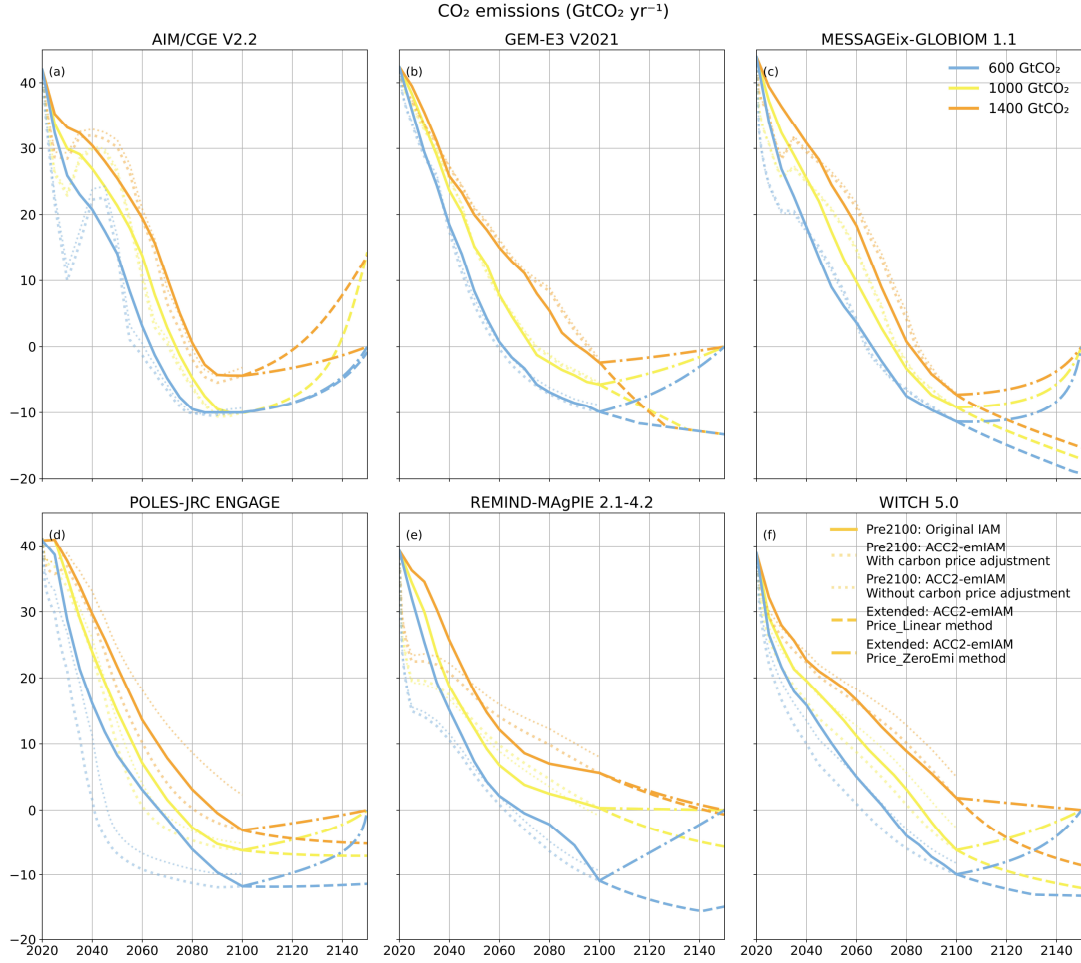 CO₂ emissions (GtCO₂ yr⁻¹)
AIM/CGE V2.2
GEM-E3 V2021
MESSAGEix-GLOBIOM 1.1
(a)
(b)
(c)
600 GtCO₂
1000 GtCO₂
1400 GtCO₂
40
30
20
10
0
−10
−20
POLES-JRC ENGAGE
REMIND-MAgPIE 2.1-4.2
WITCH 5.0
(d)
(e)
(f)
Pre2100: Original IAM
Pre2100: ACC2-emIAM
With carbon price adjustment
Pre2100: ACC2-emIAM
Without carbon price adjustment
Extended: ACC2-emIAM
Price_Linear method
Extended: ACC2-emIAM
Price_ZeroEmi method
40
30
20
10
0
−10
−20
2020 2040 2060 2080 2100 2120 2140
2020 2040 2060 2080 2100 2120 2140
2020 2040 2060 2080 2100 2120 2140